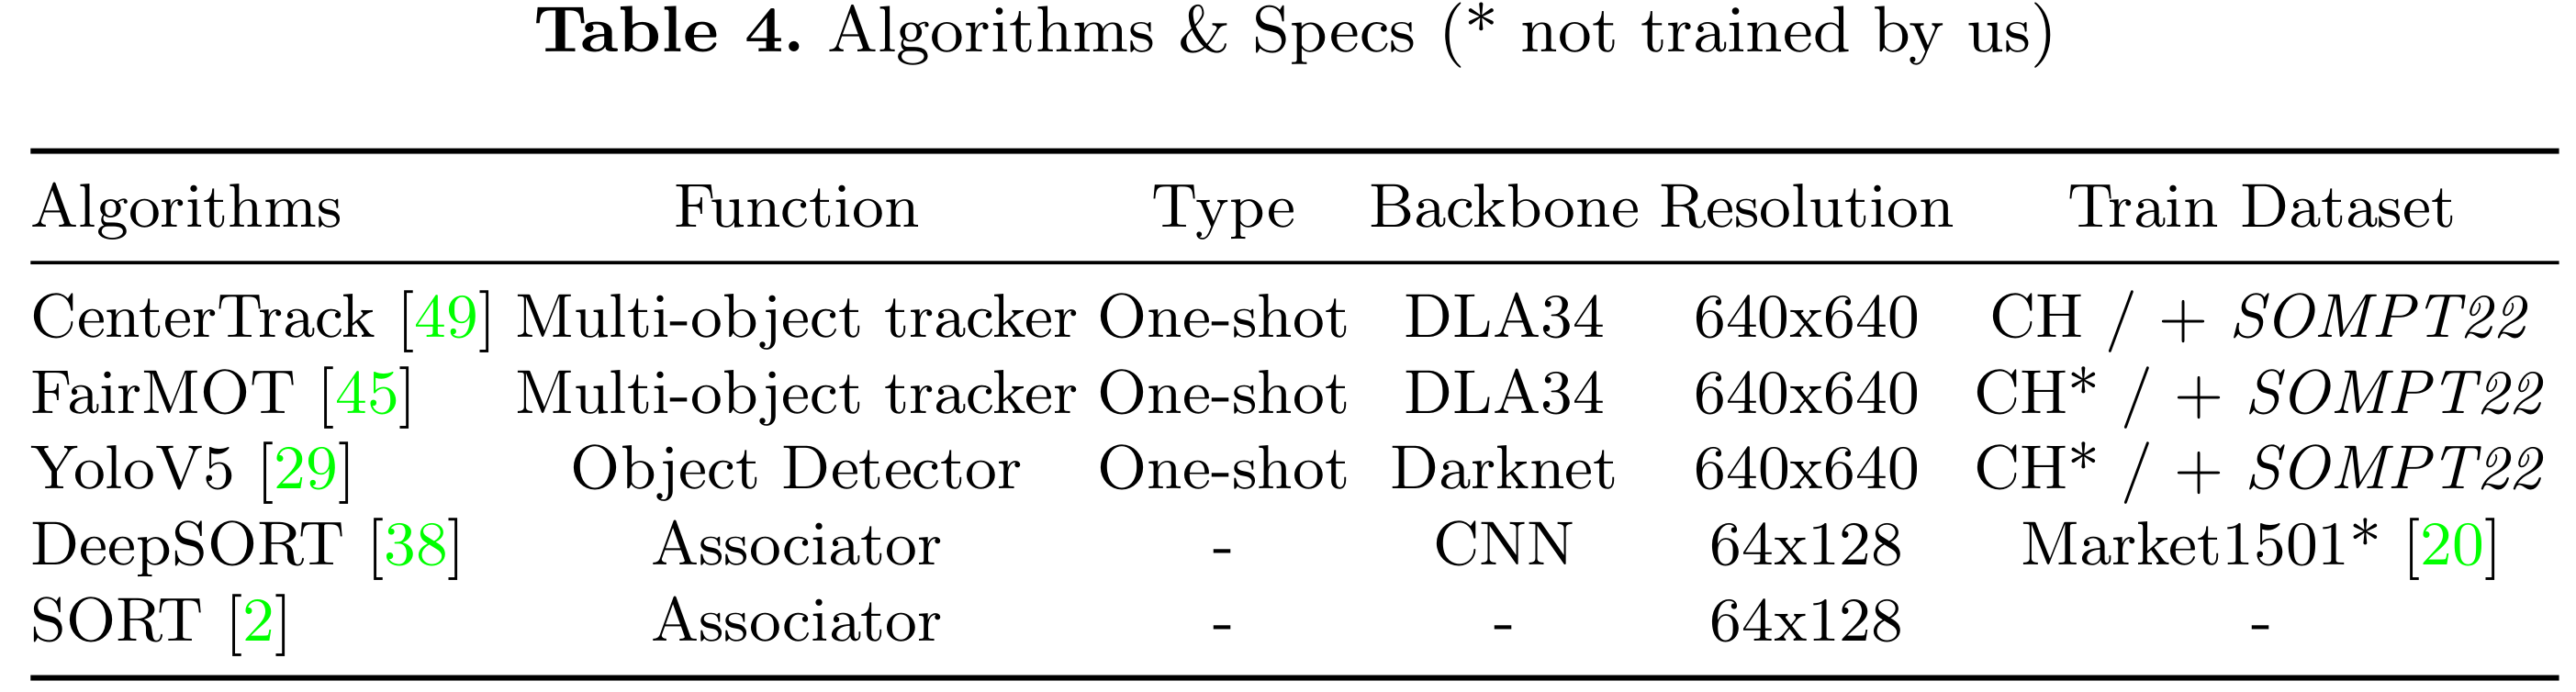 Table 4. Algorithms & Specs (* not trained by us)
Algorithms Function Type Backbone Resolution Train Dataset
CenterTrack [49] Multi-object tracker One-shot DLA34 640x640 CH / + SOMPT22
FairMOT [45] Multi-object tracker One-shot DLA34 640x640 CH* / + SOMPT22
YoloV5 [29] Object Detector One-shot Darknet 640x640 CH* / + SOMPT22
DeepSORT [38] Associator - CNN 64x128 Market1501* [20]
SORT [2] Associator - - 64x128 -